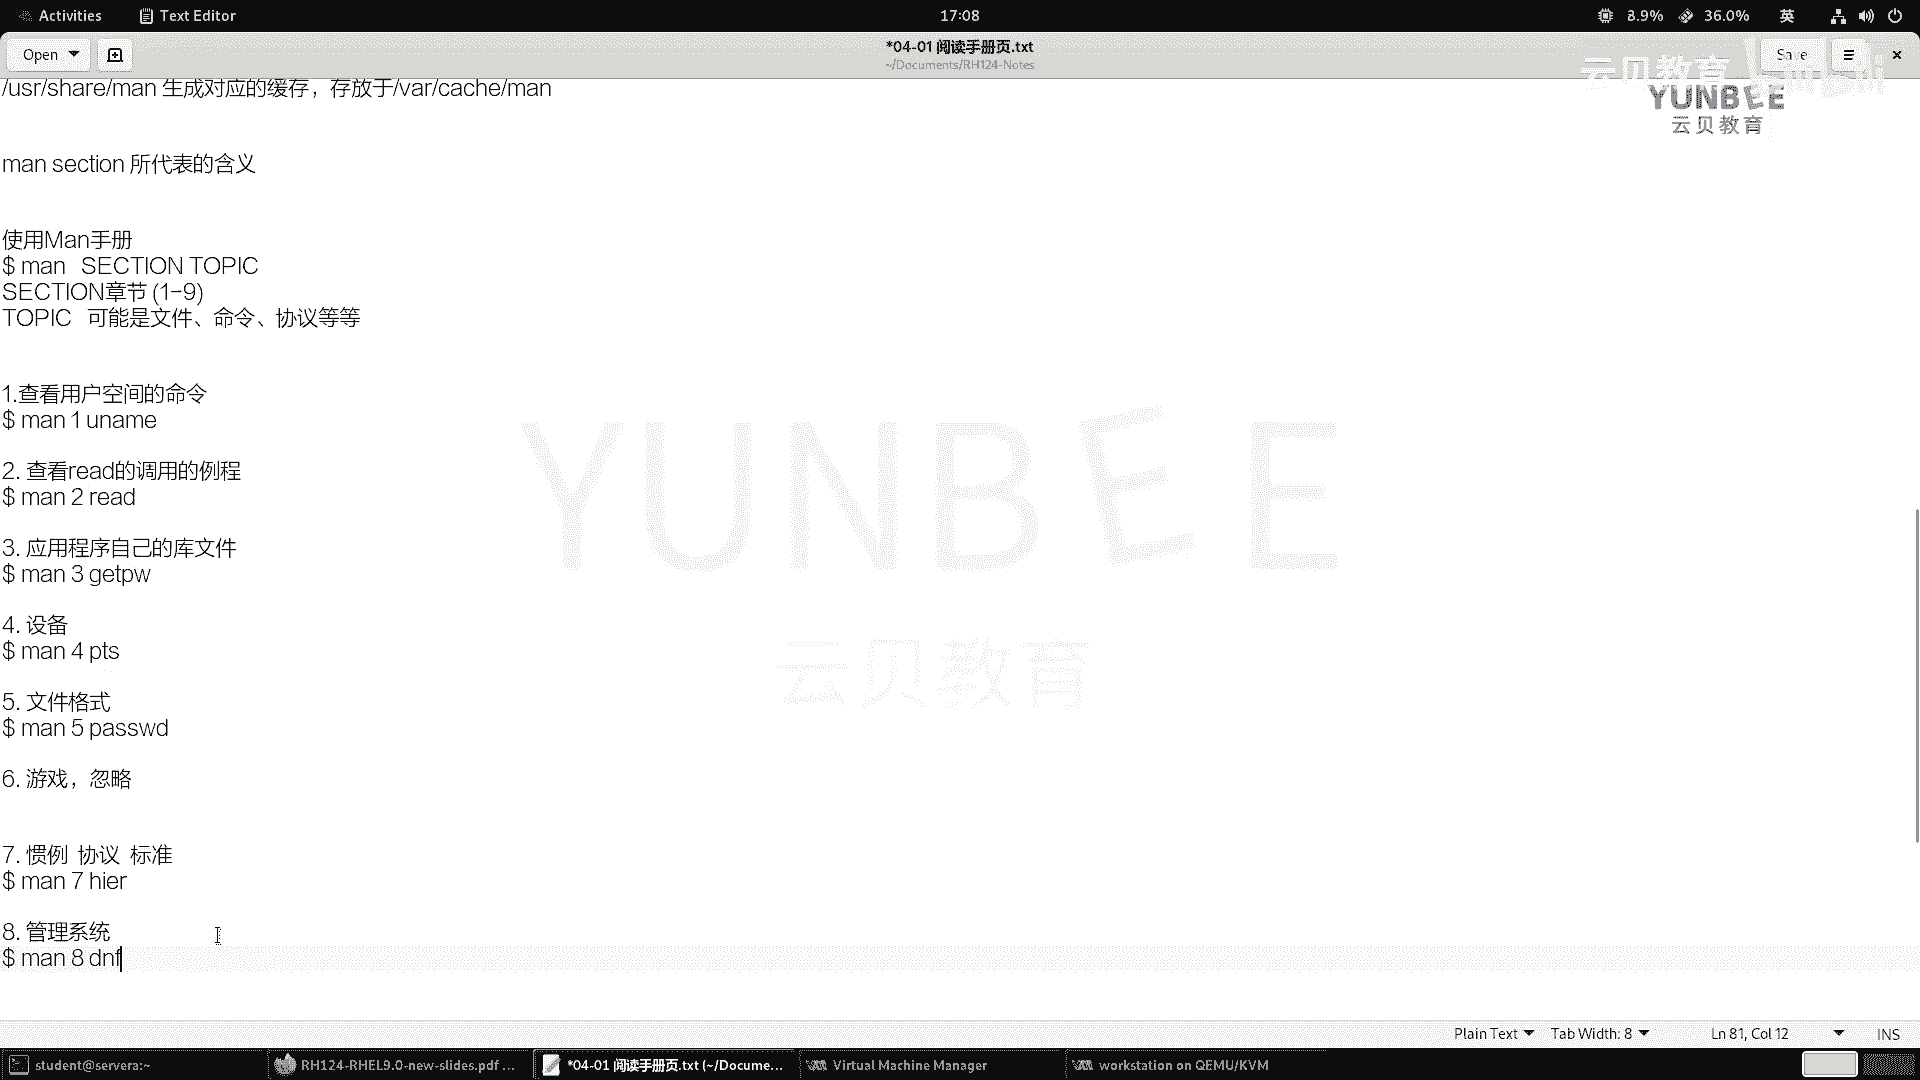 Activities
Text Editor
17:08
3.9%
36.0%
英
Open
*04-01 阅读手册页.txt
~/Documents/RH124-Notes
Save
云贝教育
YUNBEE
云贝教育
/usr/share/man 生成对应的缓存，存放于/var/cache/man
man section 所代表的含义
使用Man手册
$ man   SECTION TOPIC
SECTION章节 (1-9)
TOPIC   可能是文件、命令、协议等等
1.查看用户空间的命令
$ man 1 uname
2. 查看read的调用的例程
$ man 2 read
3. 应用程序自己的库文件
$ man 3 getpw
4. 设备
$ man 4 pts
5. 文件格式
$ man 5 passwd
6. 游戏，忽略
7. 惯例  协议  标准
$ man 7 hier
8. 管理系统
$ man 8 dnf
YUNBEE
云贝教育
Plain Text
Tab Width: 8
Ln 81, Col 12
INS
student@servera:~
RH124-RHEL9.0-new-slides.pdf ...
*04-01 阅读手册页.txt (~/Docume...
Virtual Machine Manager
workstation on QEMU/KVM